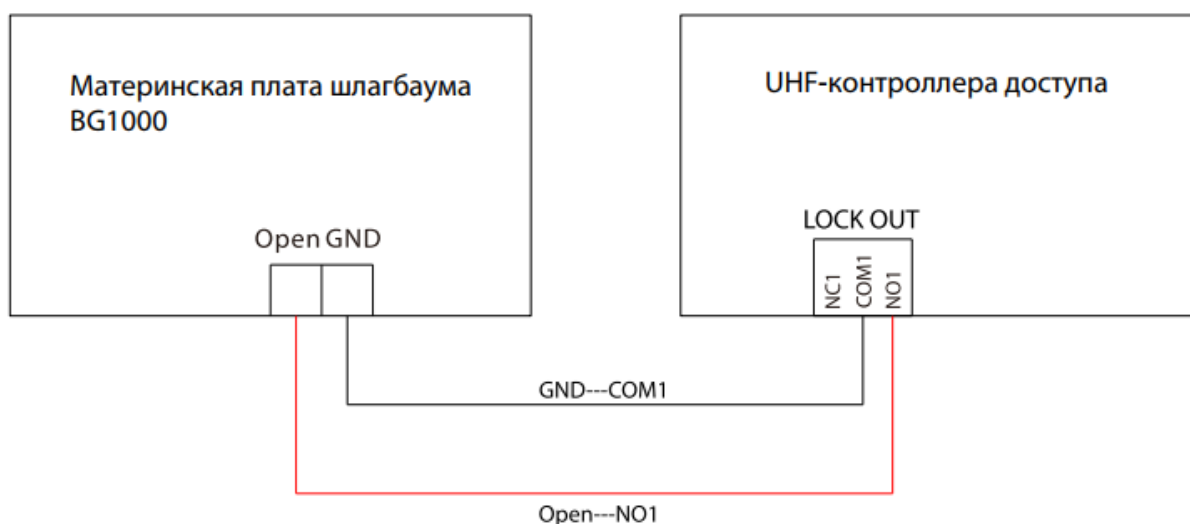 Материнская плата шлагбаума
BG1000
UHF-контроллера доступа
Open GND
LOCK OUT
NC1
COM1
NO1
GND---COM1
Open---NO1